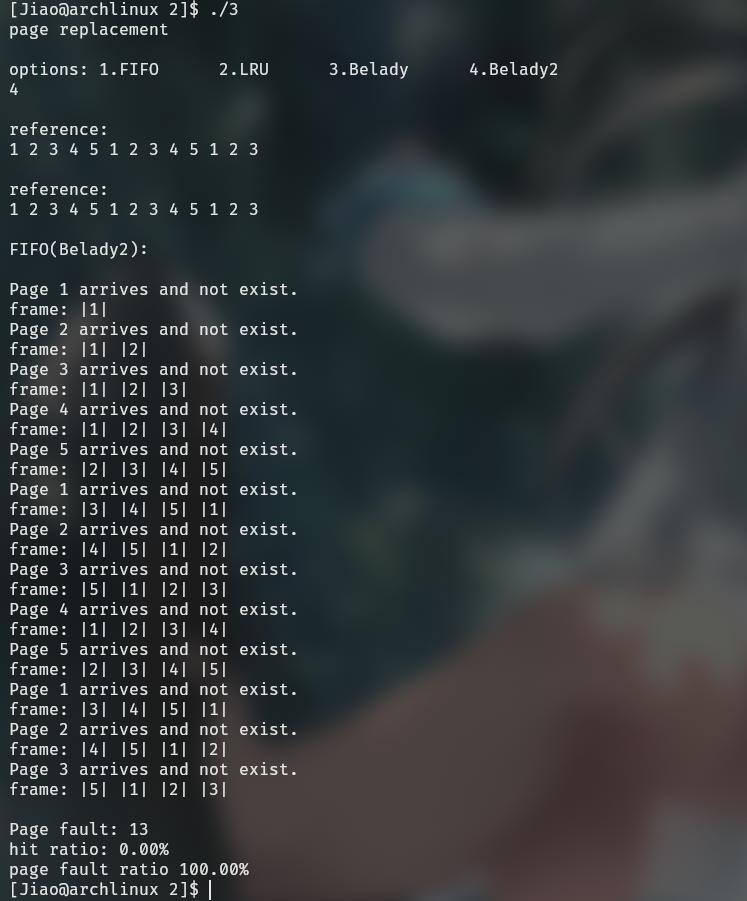 [Jiao@archlinux 2]$ ./3
page replacement
options: 1.FIFO      2.LRU      3.Belady      4.Belady2
4
reference:
1 2 3 4 5 1 2 3 4 5 1 2 3
reference:
1 2 3 4 5 1 2 3 4 5 1 2 3
FIFO(Belady2):
Page 1 arrives and not exist.
frame: |1|
Page 2 arrives and not exist.
frame: |1| |2|
Page 3 arrives and not exist.
frame: |1| |2| |3|
Page 4 arrives and not exist.
frame: |1| |2| |3| |4|
Page 5 arrives and not exist.
frame: |2| |3| |4| |5|
Page 1 arrives and not exist.
frame: |3| |4| |5| |1|
Page 2 arrives and not exist.
frame: |4| |5| |1| |2|
Page 3 arrives and not exist.
frame: |5| |1| |2| |3|
Page 4 arrives and not exist.
frame: |1| |2| |3| |4|
Page 5 arrives and not exist.
frame: |2| |3| |4| |5|
Page 1 arrives and not exist.
frame: |3| |4| |5| |1|
Page 2 arrives and not exist.
frame: |4| |5| |1| |2|
Page 3 arrives and not exist.
frame: |5| |1| |2| |3|
Page fault: 13
hit ratio: 0.00%
page fault ratio 100.00%
[Jiao@archlinux 2]$